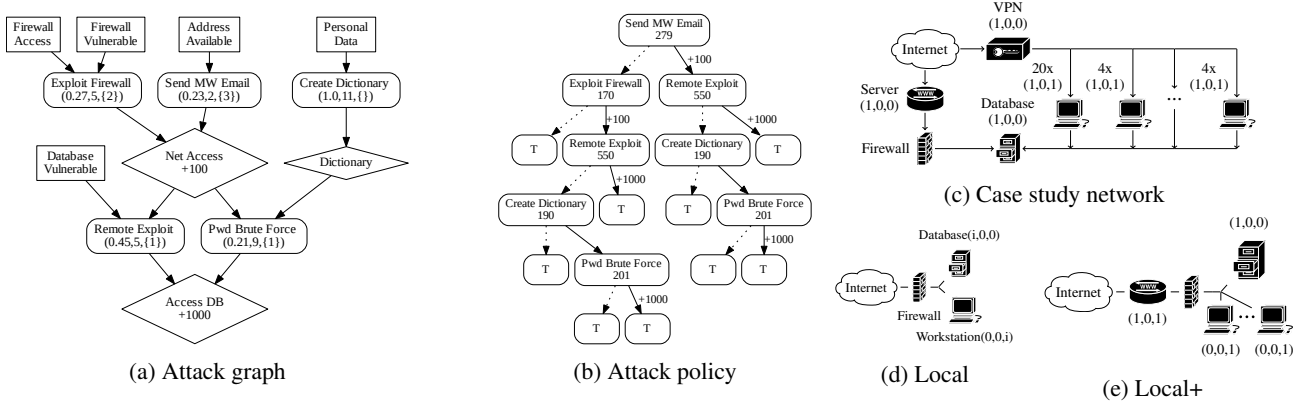 Firewall
Access
Firewall
Vulnerable
Address
Available
Personal
Data
Exploit Firewall
(0.27,5,{2})
Send MW Email
(0.23,2,{3})
Create Dictionary
(1.0,11,{})
Database
Vulnerable
Net Access
+100
Dictionary
Remote Exploit
(0.45,5,{1})
Pwd Brute Force
(0.21,9,{1})
Access DB
+1000
(a) Attack graph
Send MW Email
279
+100
Exploit Firewall
170
Remote Exploit
550
+100
+1000
T
Remote Exploit
550
Create Dictionary
190
T
+1000
Create Dictionary
190
T
T
Pwd Brute Force
201
+1000
T
Pwd Brute Force
201
T
T
+1000
T
T
(b) Attack policy
VPN
(1,0,0)
Internet
Server
(1,0,0)
Database
(1,0,0)
20x
(1,0,1)
4x
(1,0,1)
...
4x
(1,0,1)
Firewall
(c) Case study network
Database(i,0,0)
Internet
Firewall
Workstation(0,0,i)
(d) Local
(1,0,0)
Internet
WWW
(1,0,1)
...
(0,0,1)
(0,0,1)
(e) Local+